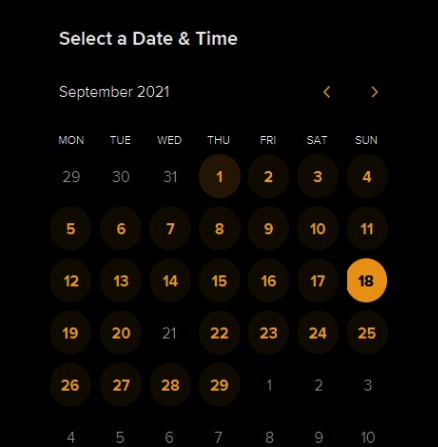 Select a Date & Time
September 2021
MON TUE WED THU FRI SAT SUN
29 30 31 1 2 3 4
5 6 7 8 9 10 11
12 13 14 15 16 17 18
19 20 21 22 23 24 25
26 27 28 29 1 2 3
4 5 6 7 8 9 10